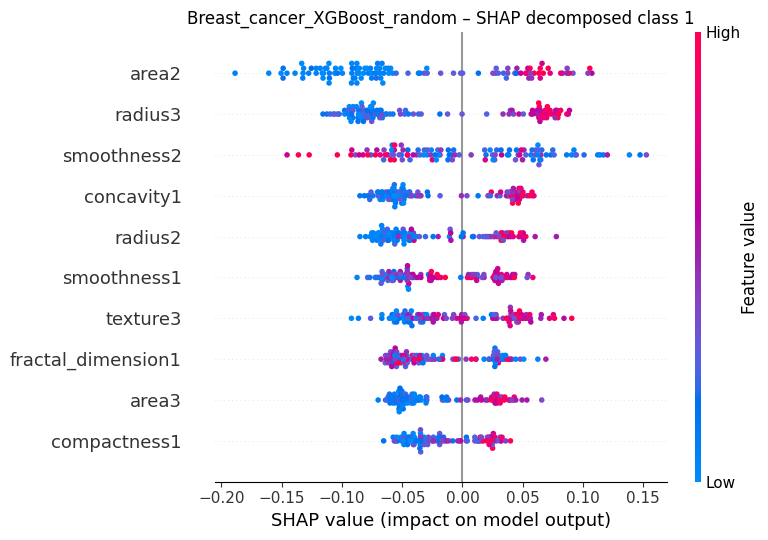 Breast_cancer_XGBoost_random – SHAP decomposed class 1
High
area2
radius3
smoothness2
concavity1
radius2
smoothness1
texture3
fractal_dimension1
area3
compactness1
Feature value
Low
−0.20 −0.15 −0.10 −0.05 0.00 0.05 0.10 0.15
SHAP value (impact on model output)